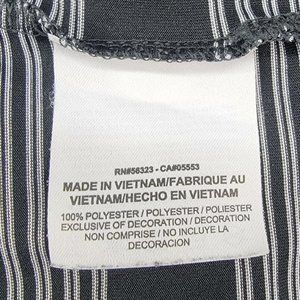 RN#56323 - CA#05553
MADE IN VIETNAM/FABRIQUE AU
VIETNAM/HECHO EN VIETNAM
100% POLYESTER / POLYESTER / POLIESTER
EXCLUSIVE OF DECORATION / DECORATION
NON COMPRISE / NO INCLUYE LA
DECORACION